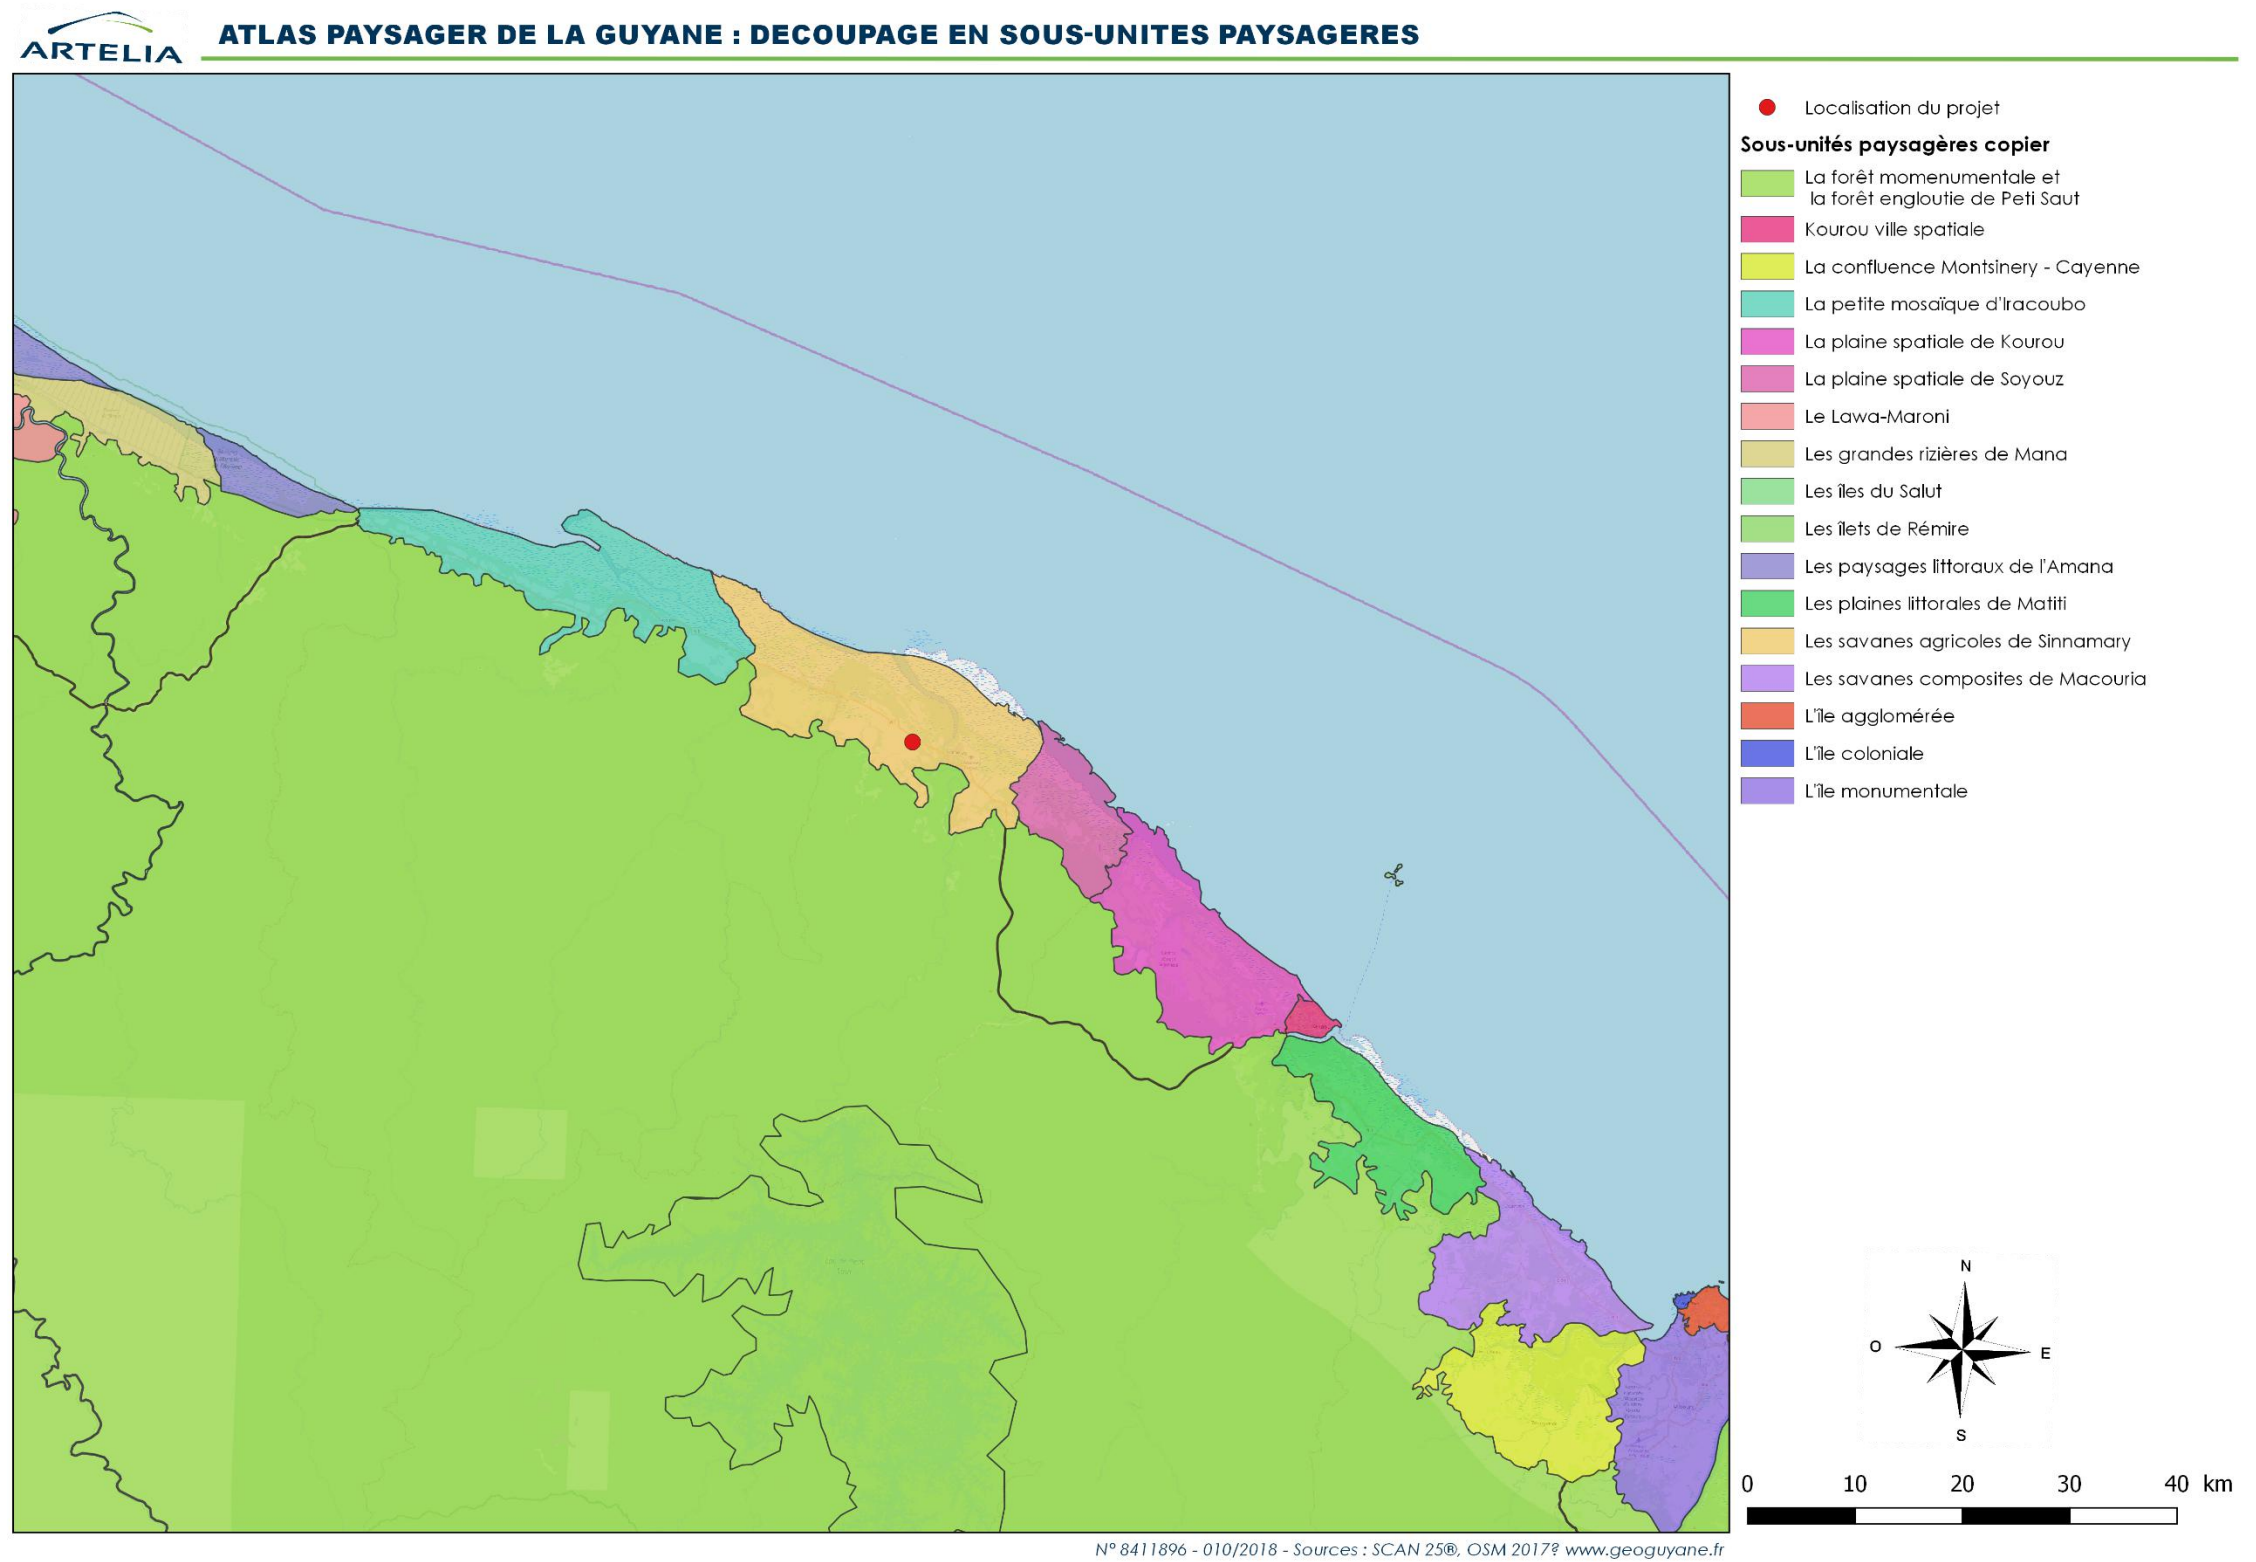 ARTELIA
ATLAS PAYSAGER DE LA GUYANE : DECOUPAGE EN SOUS-UNITES PAYSAGERES
Localisation du projet
Sous-unités paysagères copier
La forêt momenumentale et
la forêt engloutie de Peti Saut
Kourou ville spatiale
La confluence Montsinery - Cayenne
La petite mosaïque d'Iracoubo
La plaine spatiale de Kourou
La plaine spatiale de Soyouz
Le Lawa-Maroni
Les grandes rizières de Mana
Les îles du Salut
Les îlets de Rémire
Les paysages littoraux de l'Amana
Les plaines littorales de Matiti
Les savanes agricoles de Sinnamary
Les savanes composites de Macouria
L'île agglomérée
L'île coloniale
L'île monumentale
N
O
E
S
0 10 20 30 40 km
N° 8411896 - 010/2018 - Sources : SCAN 25®, OSM 2017? www.geoguyane.fr